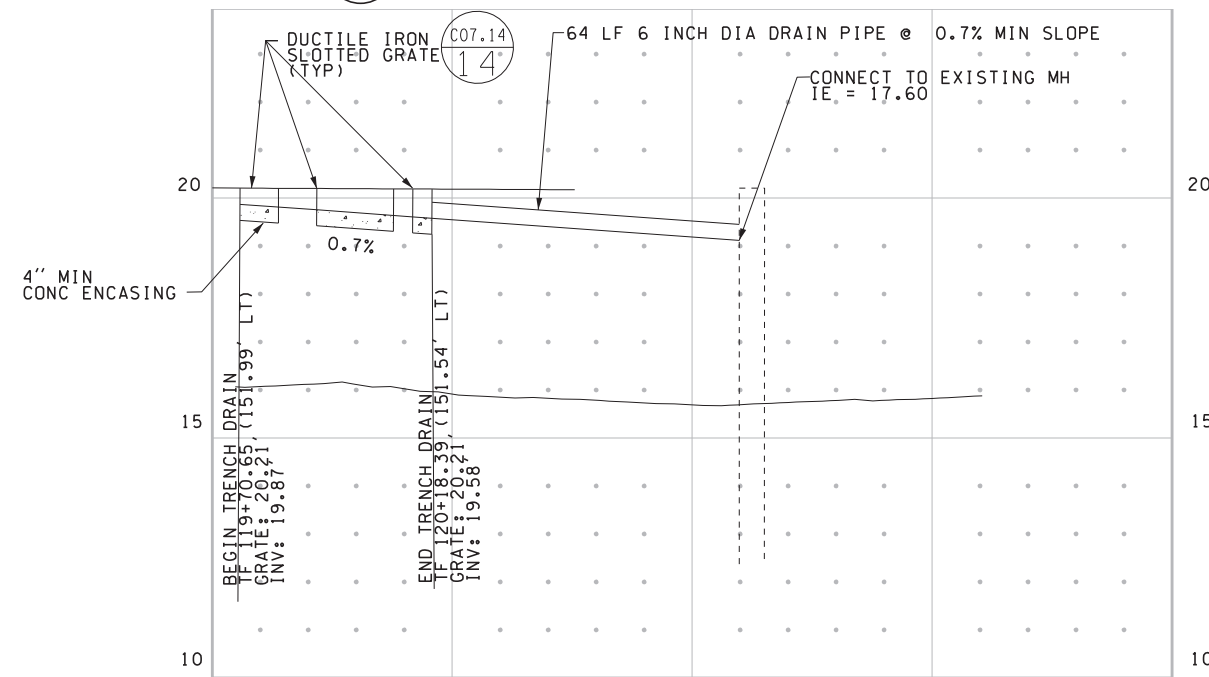 DUCTILE IRON
SLOTTED GRATE
(TYP)
C07.14
14
64 LF 6 INCH DIA DRAIN PIPE @ 0.7% MIN SLOPE
CONNECT TO EXISTING MH
IE = 17.60
20
20
0.7%
4" MIN
CONC ENCASING
BEGIN TRENCH DRAIN
TF 119+70.65, (151.99' LT)
GRATE: 20.21
INV: 19.87
END TRENCH DRAIN
TF 120+18.39, (151.54' LT)
GRATE: 20.21
INV: 19.58
15
15
10
10